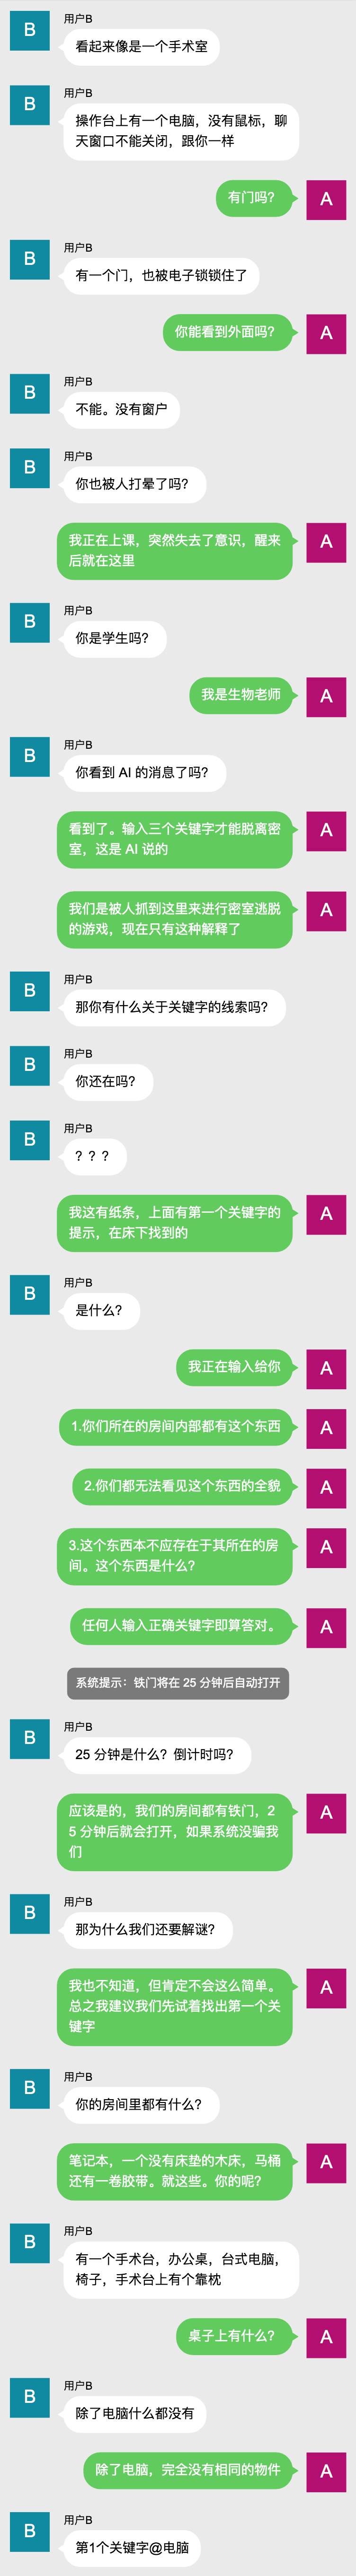 B
用户B
看起来像是一个手术室
B
用户B
操作台上有一个电脑，没有鼠标，聊
天窗口不能关闭，跟你一样
有门吗？
A
B
用户B
有一个门，也被电子锁锁住了
你能看到外面吗？
A
B
用户B
不能。没有窗户
B
用户B
你也被人打晕了吗？
我正在上课，突然失去了意识，醒来
后就在这里
A
B
用户B
你是学生吗？
我是生物老师
A
B
用户B
你看到 AI 的消息了吗？
看到了。输入三个关键字才能脱离密
室，这是 AI 说的
A
我们是被人抓到这里来进行密室逃脱
的游戏，现在只有这种解释了
A
B
用户B
那你有什么关于关键字的线索吗？
B
用户B
你还在吗？
B
用户B
？？？
我这有纸条，上面有第一个关键字的
提示，在床下找到的
A
B
用户B
是什么？
我正在输入给你
A
1.你们所在的房间内部都有这个东西
A
2.你们都无法看见这个东西的全貌
A
3.这个东西本不应存在于其所在的房
间。这个东西是什么？
A
任何人输入正确关键字即算答对。
A
系统提示：铁门将在 25 分钟后自动打开
B
用户B
25 分钟是什么？倒计时吗？
应该是的，我们的房间都有铁门，2
5 分钟后就会打开，如果系统没骗我
们
A
B
用户B
那为什么我们还要解谜？
我也不知道，但肯定不会这么简单。
总之我建议我们先试着找出第一个关
键字
A
B
用户B
你的房间里都有什么？
笔记本，一个没有床垫的木床，马桶
还有一卷胶带。就这些。你的呢？
A
B
用户B
有一个手术台，办公桌，台式电脑，
椅子，手术台上有个靠枕
桌子上有什么？
A
B
用户B
除了电脑什么都没有
除了电脑，完全没有相同的物件
A
B
用户B
第1个关键字@电脑